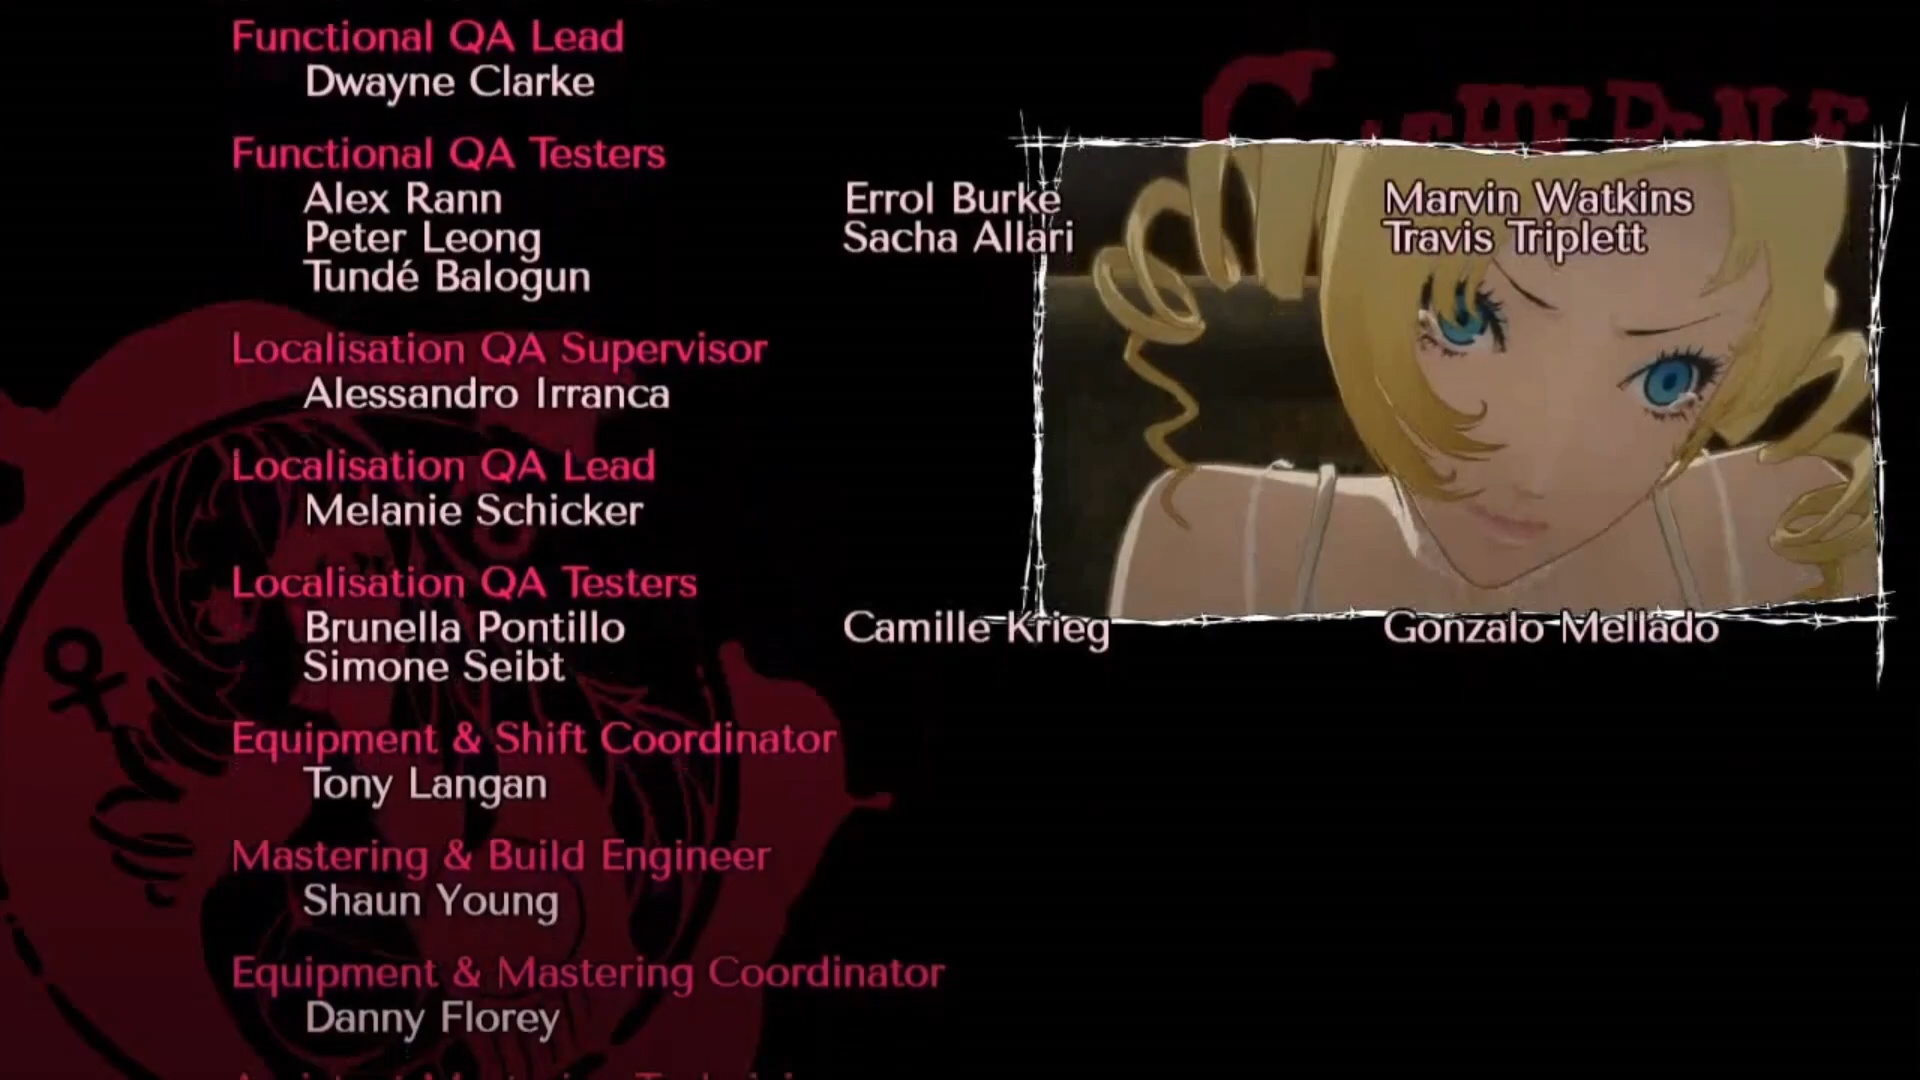 CATHERINE
Functional QA Lead
Dwayne Clarke
Functional QA Testers
Alex Rann Errol Burke Marvin Watkins
Peter Leong Sacha Allari Travis Triplett
Tundé Balogun
Localisation QA Supervisor
Alessandro Irranca
Localisation QA Lead
Melanie Schicker
Localisation QA Testers
Brunella Pontillo Camille Krieg Gonzalo Mellado
Simone Seibt
Equipment & Shift Coordinator
Tony Langan
Mastering & Build Engineer
Shaun Young
Equipment & Mastering Coordinator
Danny Florey